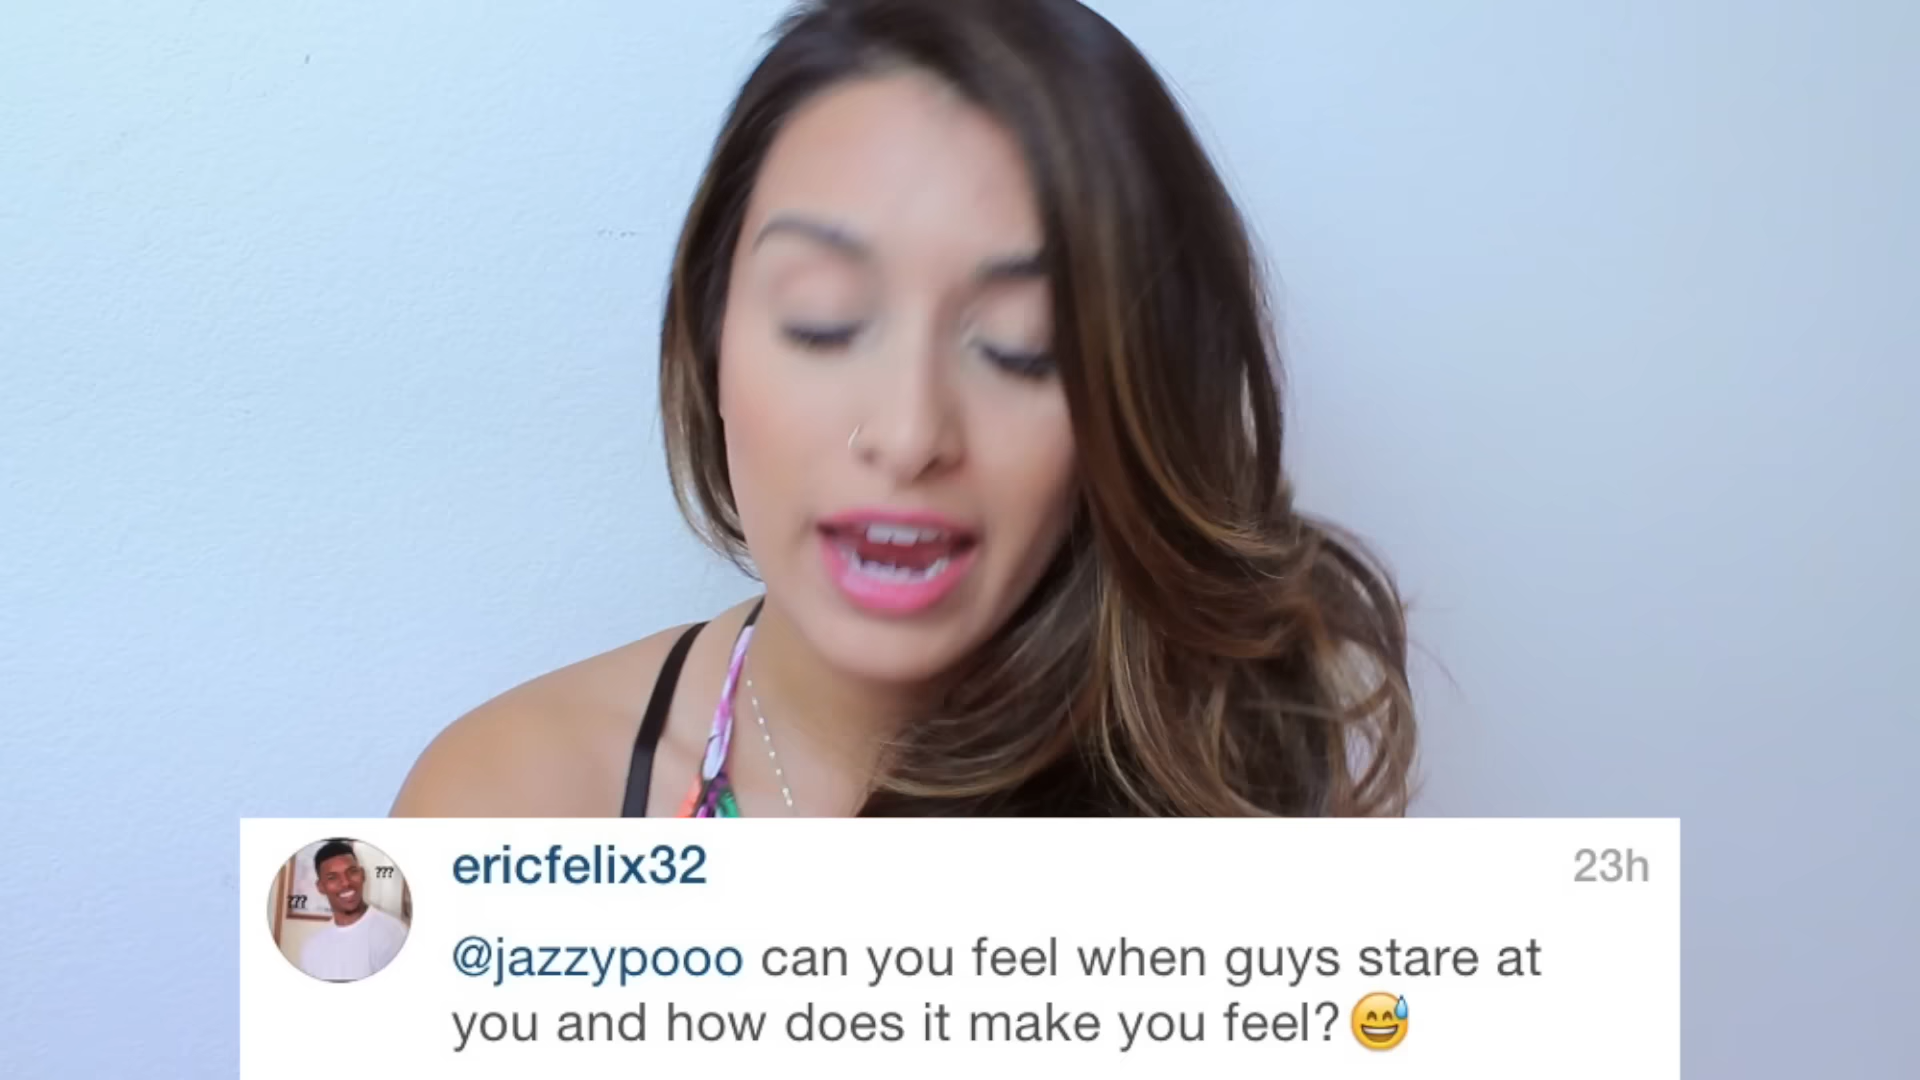 ericfelix32
23h
@jazzypooo can you feel when guys stare at
you and how does it make you feel?😅
???
???